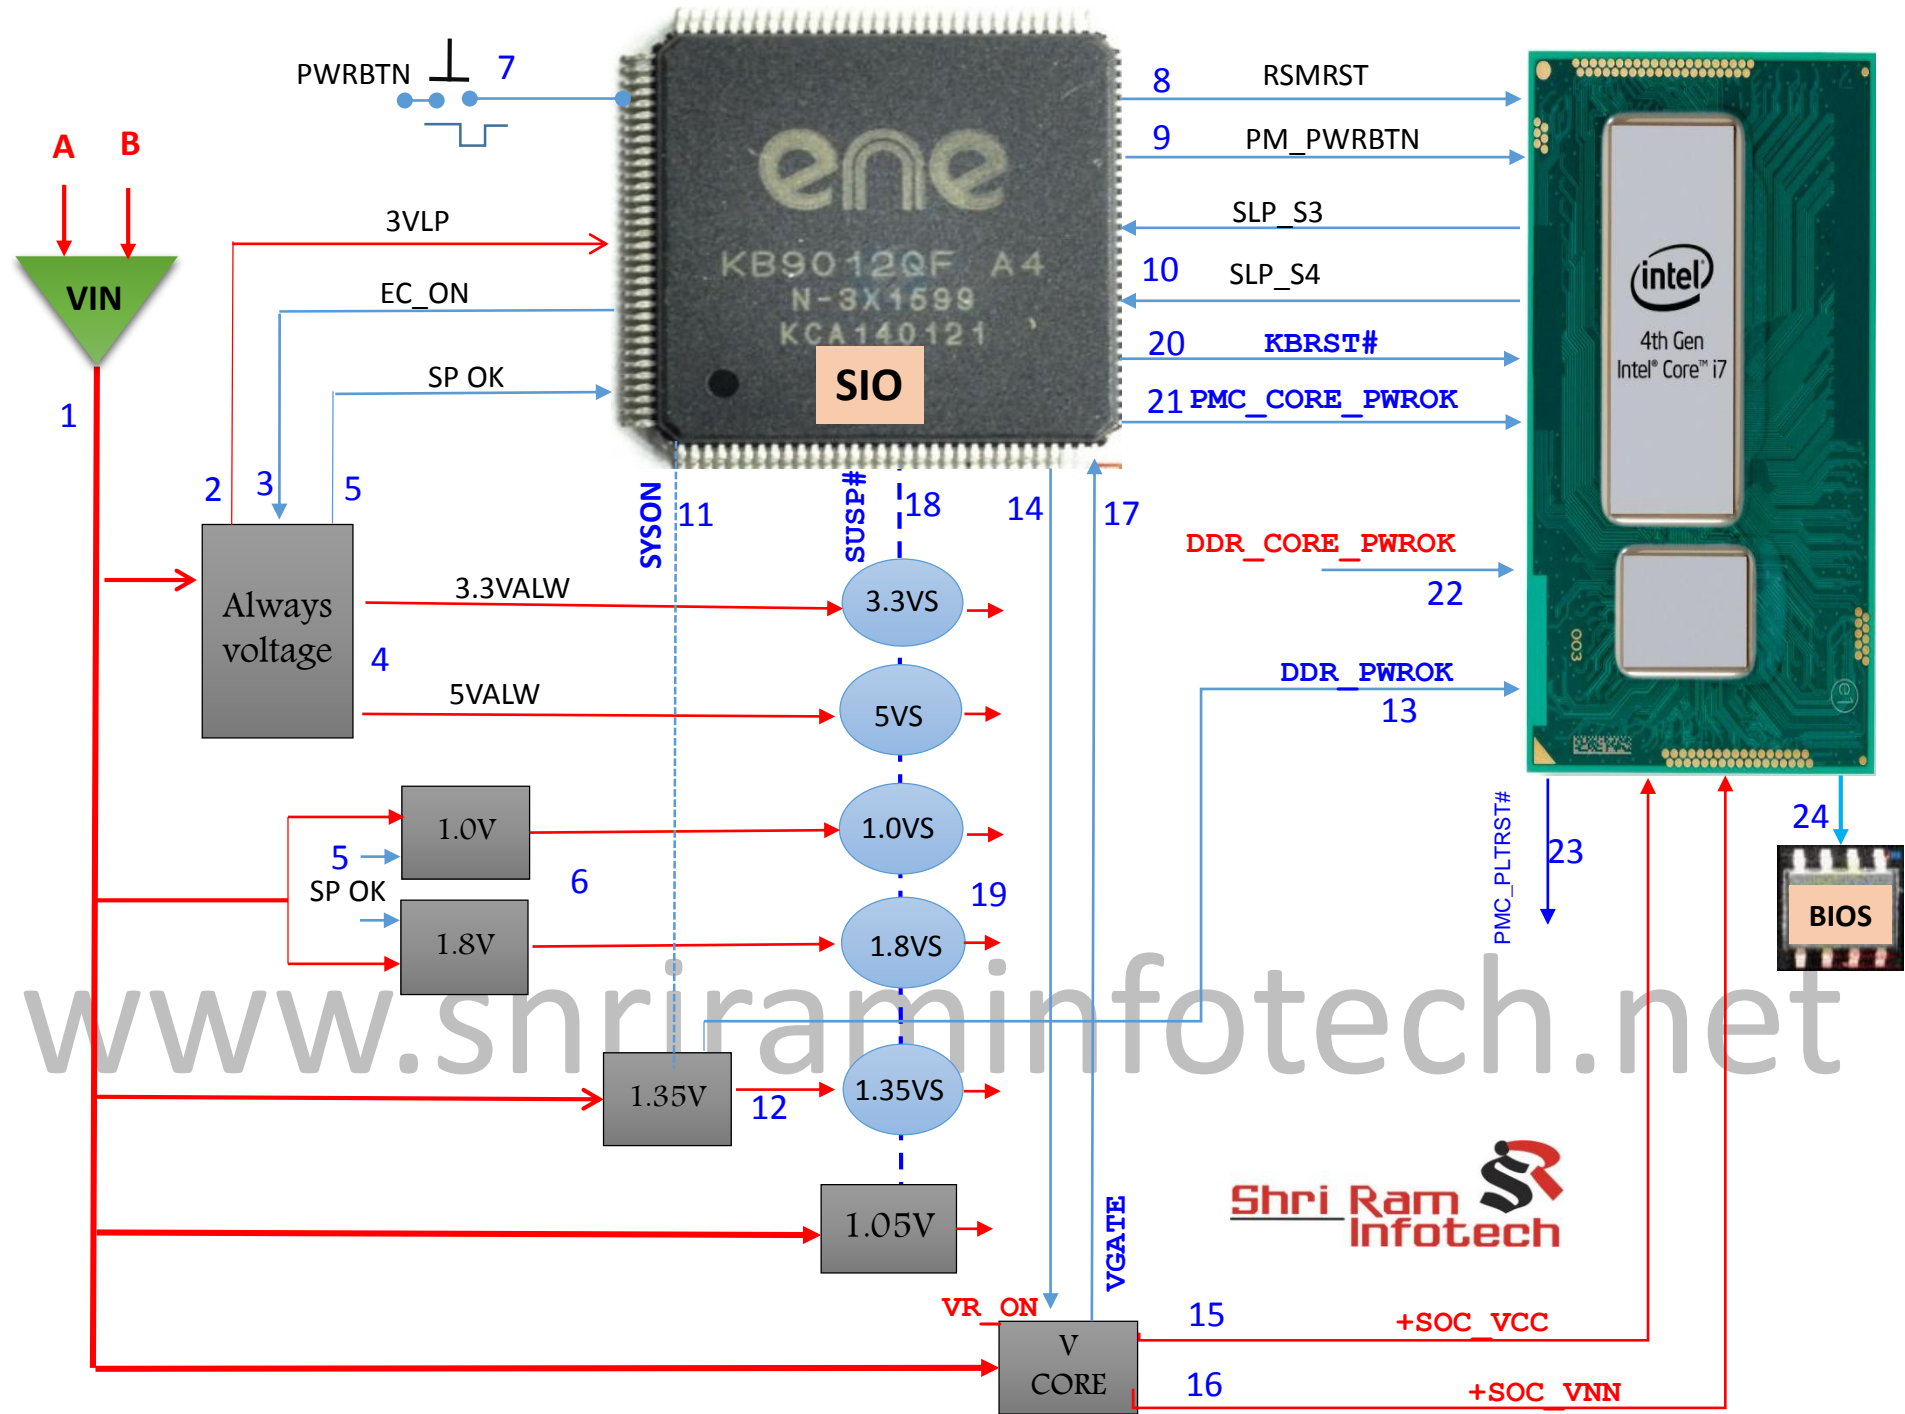 PWRBTN
7
A
B
VIN
1
3VLP
EC_ON
SP OK
2
3
5
ene
KB9012QF A4
N-3X1599
KCA140121
SIO
8
RSMRST
9
PM_PWRBTN
SLP_S3
10
SLP_S4
20
KBRST#
21
PMC_CORE_PWROK
intel
4th Gen
Intel® Core™ i7
003
e1
SYSON
11
SUSP#
18
14
17
DDR_CORE_PWROK
22
DDR_PWROK
13
Always
voltage
3.3VALW
4
5VALW
3.3VS
5VS
1.0V
5
SP OK
6
1.8V
1.0VS
19
1.8VS
PMC_PLTRST#
23
24
BIOS
www.shriraminfotech.net
1.35V
12
1.35VS
1.05V
VGATE
Shri Ram
Infotech
VR_ON
V
CORE
15
+SOC_VCC
16
+SOC_VNN